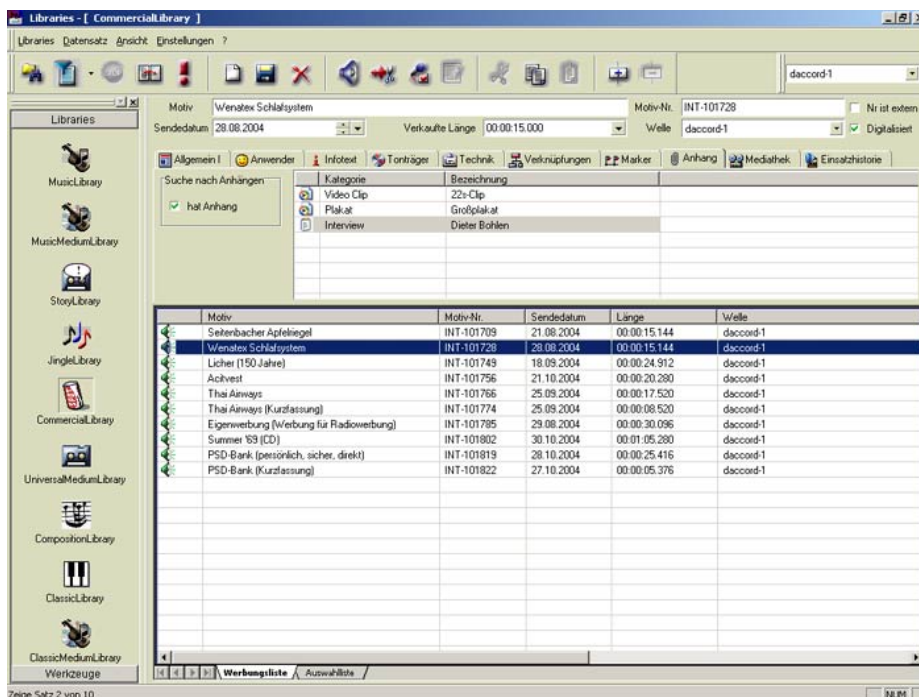 Libraries - [ CommercialLibrary ]
Libraries Datensatz Ansicht Einstellungen ?
daccord-1
Libraries
MusicLibrary
MusicMediumLibrary
StoryLibrary
JingleLibrary
CommercialLibrary
UniversalMediumLibrary
CompositionLibrary
ClassicLibrary
ClassicMediumLibrary
Werkzeuge
Motiv Wenatex Schlafsystem Motiv-Nr. INT-101728 Nr ist extern
Sendedatum 28.08.2004 Verkaufte Länge 00:00:15.000 Welle daccord-1 Digitalisiert
Allgemein I Anwender Infotext Tonträger Technik Verknüpfungen Marker Anhang Mediathek Einsatzhistorie
Suche nach Anhängen
hat Anhang
Kategorie Bezeichnung
Video Clip 22s-Clip
Plakat Großplakat
Interview Dieter Bohlen
Motiv Motiv-Nr. Sendedatum Länge Welle
Seitenbacher Apfelriegel INT-101709 21.08.2004 00:00:15.144 daccord-1
Wenatex Schlafsystem INT-101728 28.08.2004 00:00:15.144 daccord-1
Licher (150 Jahre) INT-101749 18.09.2004 00:00:24.912 daccord-1
Acitvest INT-101756 21.10.2004 00:00:20.280 daccord-1
Thai Airways INT-101766 25.09.2004 00:00:17.520 daccord-1
Thai Airways (Kurzfassung) INT-101774 25.09.2004 00:00:08.520 daccord-1
Eigenwerbung (Werbung für Radiowerbung) INT-101785 29.08.2004 00:00:30.096 daccord-1
Summer '69 (CD) INT-101802 30.10.2004 00:01:05.280 daccord-1
PSD-Bank (persönlich, sicher, direkt) INT-101819 28.10.2004 00:00:25.416 daccord-1
PSD-Bank (Kurzfassung) INT-101822 27.10.2004 00:00:05.376 daccord-1
Werbungsliste Auswahlliste
Zeige Satz 2 von 10 NUM